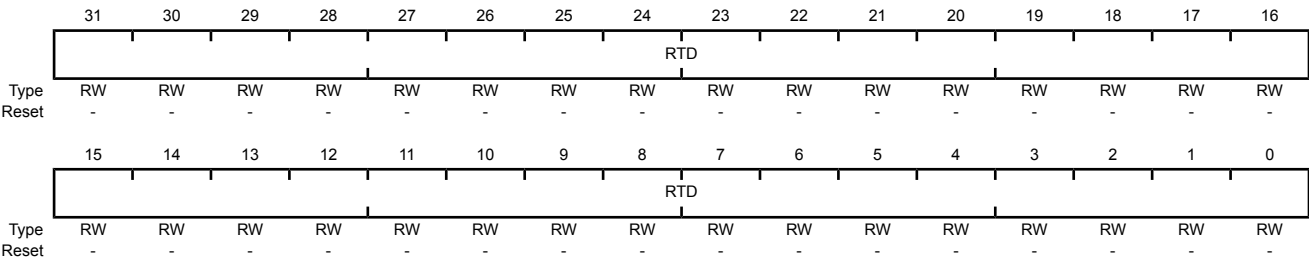 31 30 29 28 27 26 25 24 23 22 21 20 19 18 17 16
RTD
Type RW RW RW RW RW RW RW RW RW RW RW RW RW RW RW RW
Reset - - - - - - - - - - - - - - - -
15 14 13 12 11 10 9 8 7 6 5 4 3 2 1 0
RTD
Type RW RW RW RW RW RW RW RW RW RW RW RW RW RW RW RW
Reset - - - - - - - - - - - - - - - -